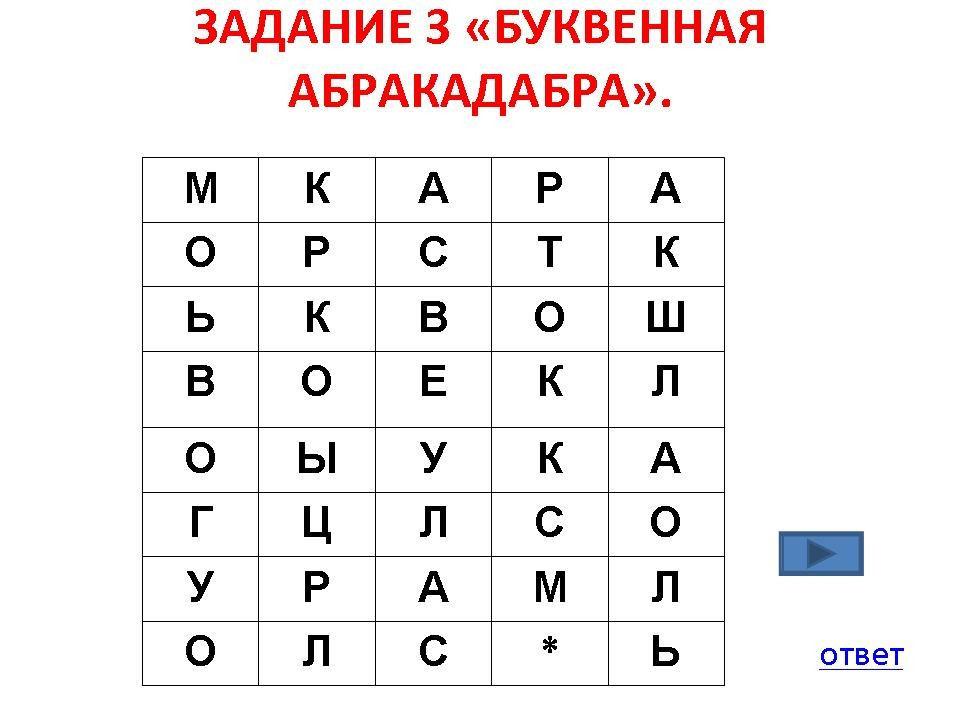 ЗАДАНИЕ 3 «БУКВЕННАЯ
АБРАКАДАБРА».
М К А Р А
О Р С Т К
Ь К В О Ш
В О Е К Л
О Ы У К А
Г Ц Л С О
У Р А М Л
О Л С * Ь
ответ